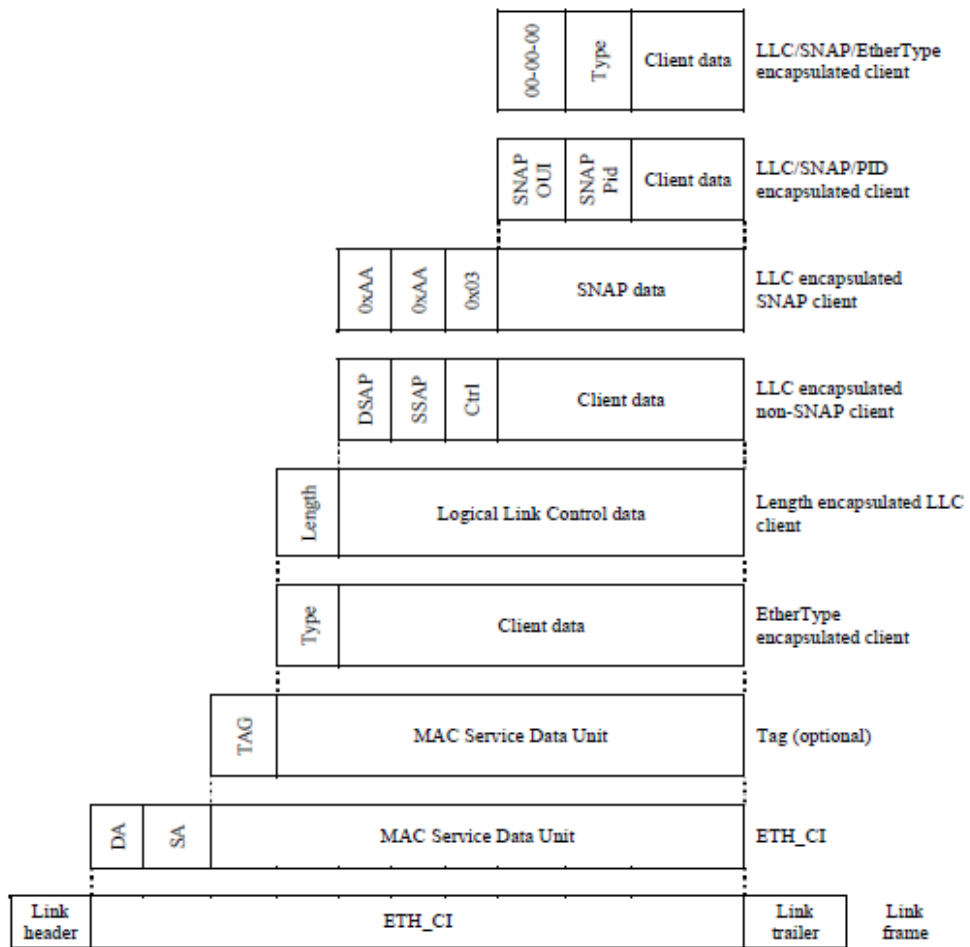 00-00-00
Type
Client data
LLC/SNAP/EtherType
encapsulated client
SNAP
OUI
SNAP
Pid
Client data
LLC/SNAP/PID
encapsulated client
0xAA
0xAA
0x03
SNAP data
LLC encapsulated
SNAP client
DSAP
SSAP
Ctrl
Client data
LLC encapsulated
non-SNAP client
Length
Logical Link Control data
Length encapsulated LLC
client
Type
Client data
EtherType
encapsulated client
TAG
MAC Service Data Unit
Tag (optional)
DA
SA
MAC Service Data Unit
ETH_CI
Link
header
ETH_CI
Link
trailer
Link
frame